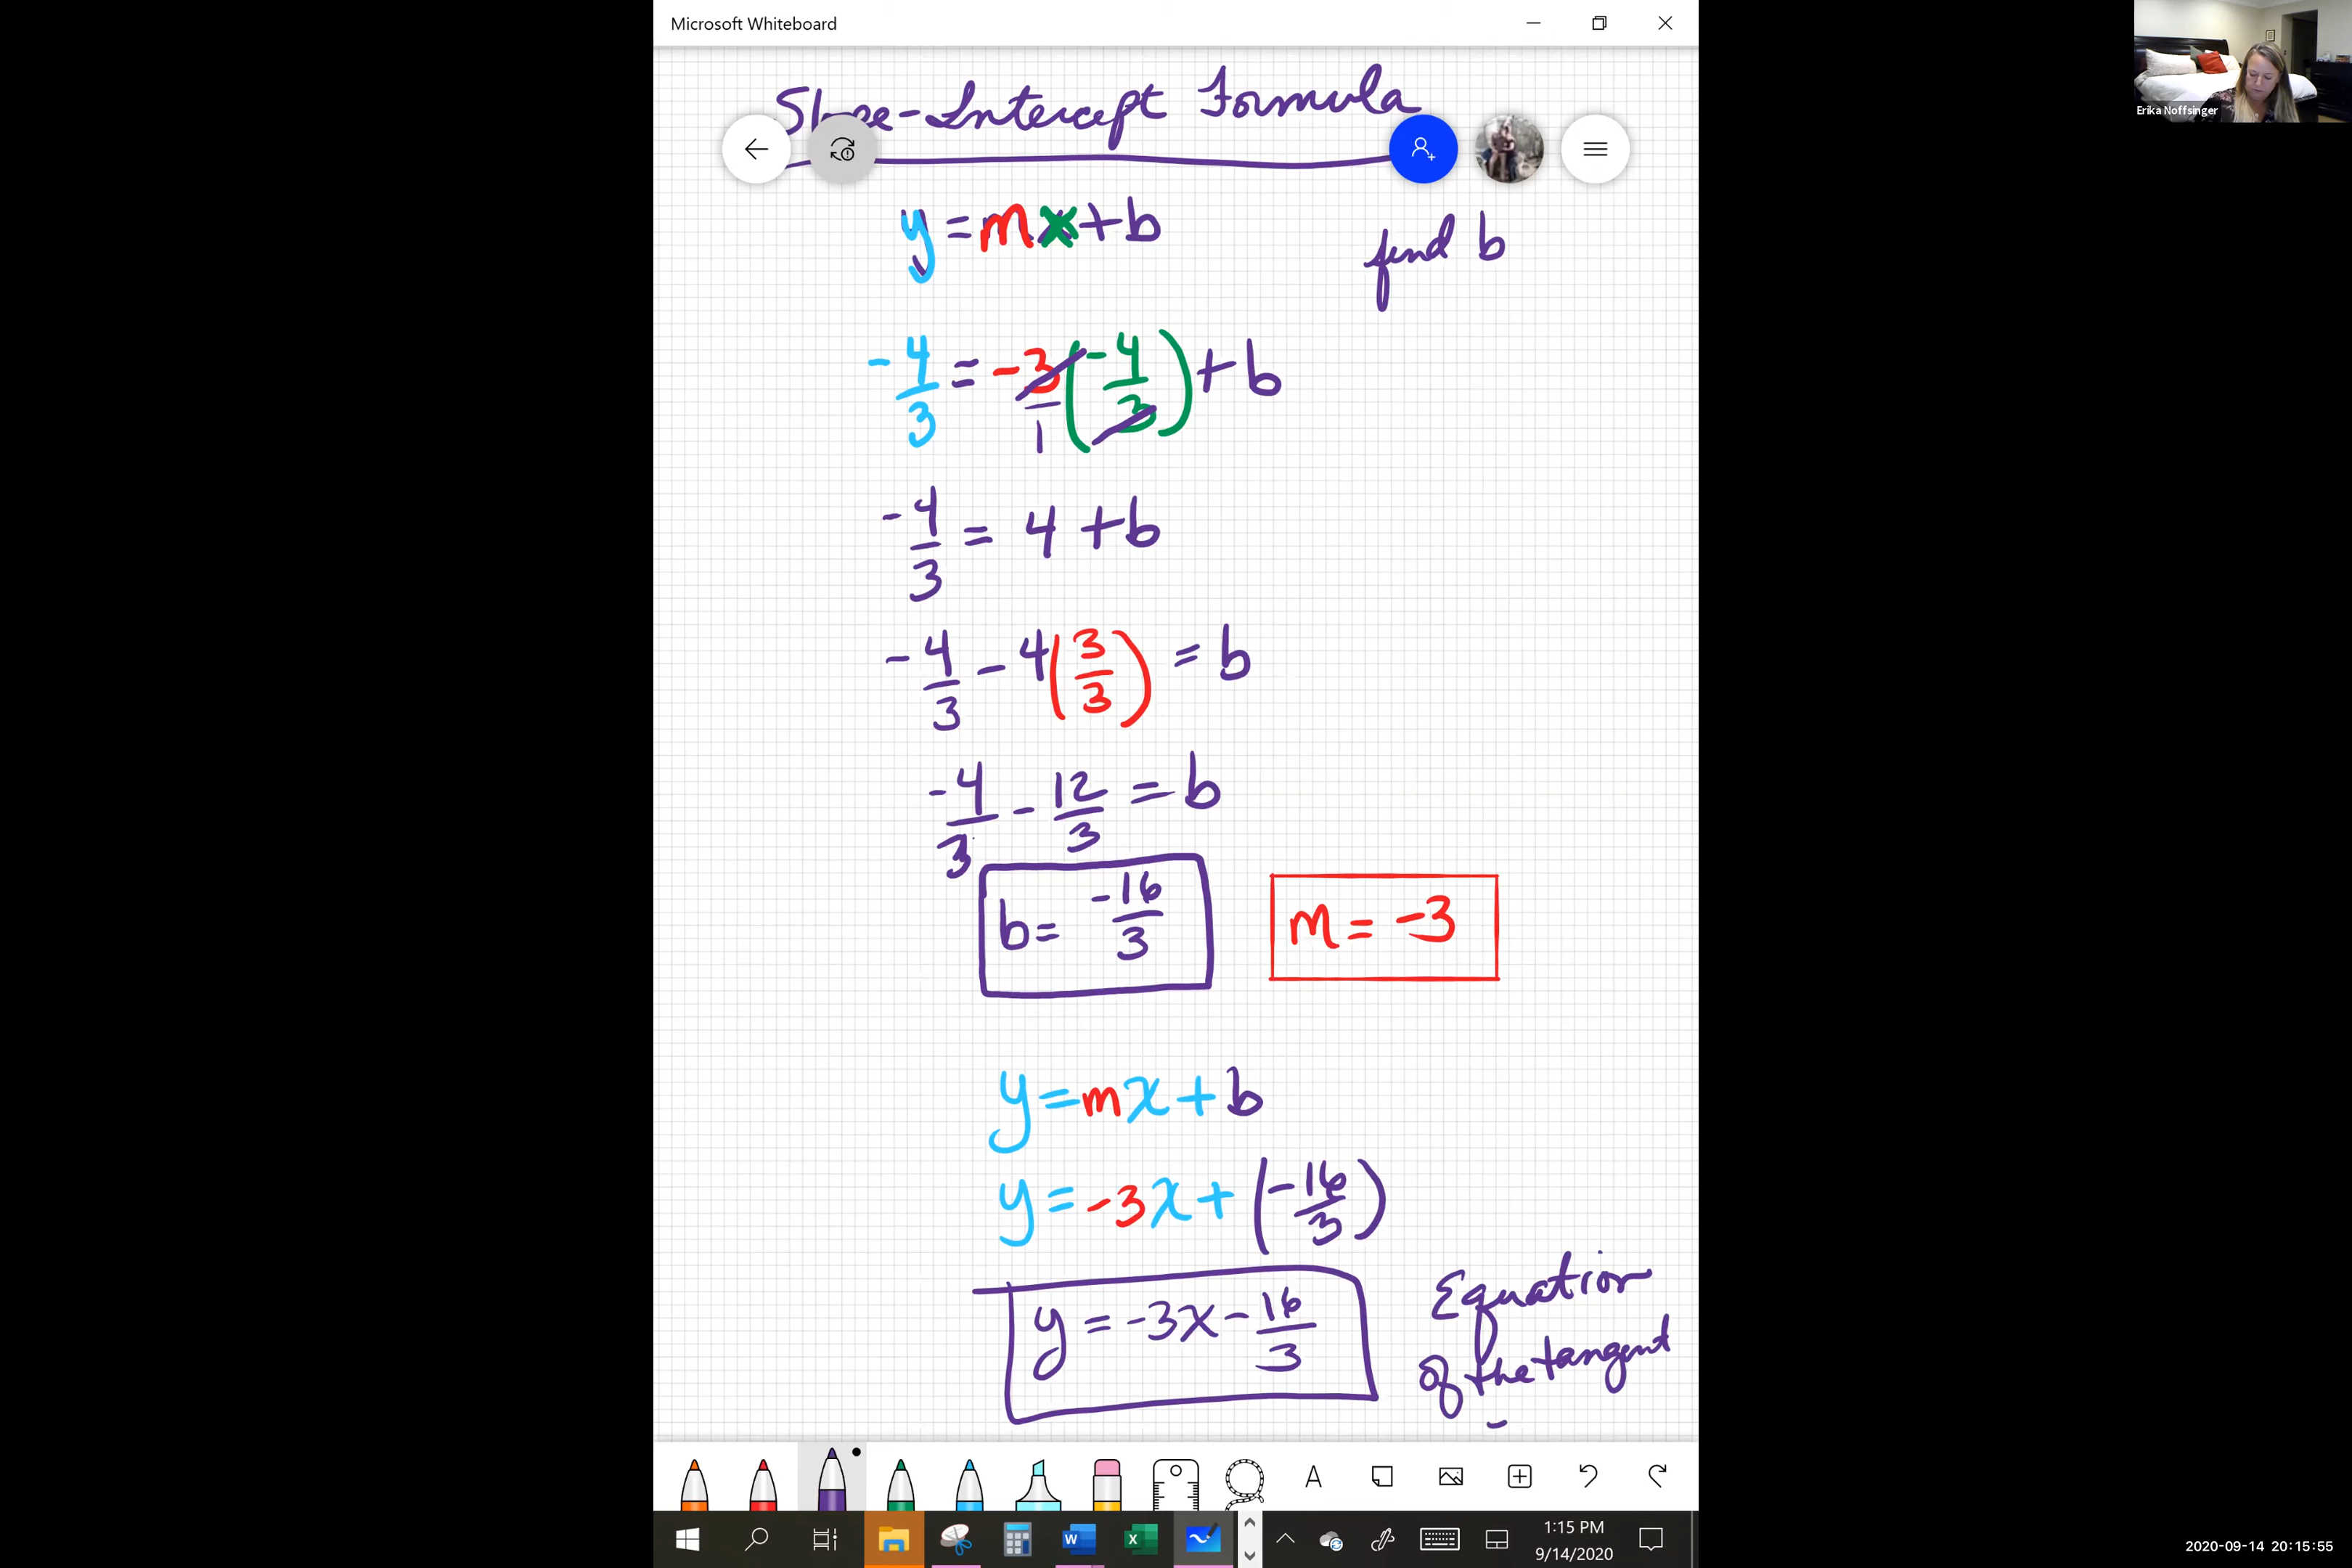 Microsoft Whiteboard
Erika Noffsinger
Slope-Intercept Formula
y = mx + b
find b
-4/3 = -3/1 (-4/3) + b
-4/3 = 4 + b
-4/3 - 4(3/3) = b
-4/3 - 12/3 = b
b = -16/3
m = -3
y = mx + b
y = -3x + (-16/3)
y = -3x - 16/3
Equation
of the tangent
1:15 PM
9/14/2020
2020-09-14 20:15:55